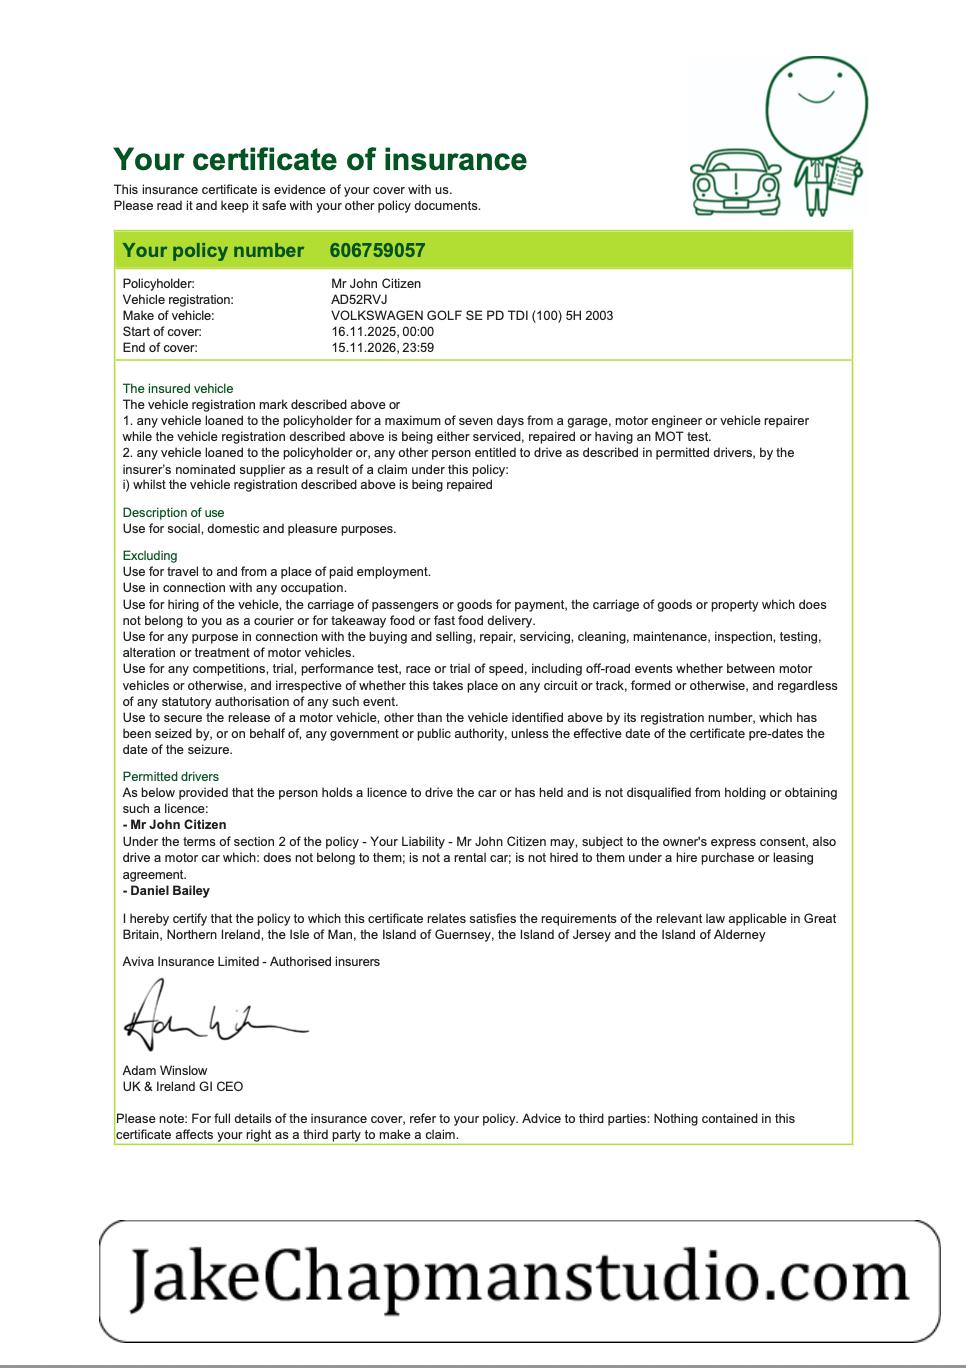 Your certificate of insurance
This insurance certificate is evidence of your cover with us.
Please read it and keep it safe with your other policy documents.
Your policy number 606759057
Policyholder: Mr John Citizen
Vehicle registration: AD52RVJ
Make of vehicle: VOLKSWAGEN GOLF SE PD TDI (100) 5H 2003
Start of cover: 16.11.2025, 00:00
End of cover: 15.11.2026, 23:59
The insured vehicle
The vehicle registration mark described above or
1. any vehicle loaned to the policyholder for a maximum of seven days from a garage, motor engineer or vehicle repairer
while the vehicle registration described above is being either serviced, repaired or having an MOT test.
2. any vehicle loaned to the policyholder or, any other person entitled to drive as described in permitted drivers, by the
insurer's nominated supplier as a result of a claim under this policy:
i) whilst the vehicle registration described above is being repaired
Description of use
Use for social, domestic and pleasure purposes.
Excluding
Use for travel to and from a place of paid employment.
Use in connection with any occupation.
Use for hiring of the vehicle, the carriage of passengers or goods for payment, the carriage of goods or property which does
not belong to you as a courier or for takeaway food or fast food delivery.
Use for any purpose in connection with the buying and selling, repair, servicing, cleaning, maintenance, inspection, testing,
alteration or treatment of motor vehicles.
Use for any competitions, trial, performance test, race or trial of speed, including off-road events whether between motor
vehicles or otherwise, and irrespective of whether this takes place on any circuit or track, formed or otherwise, and regardless
of any statutory authorisation of any such event.
Use to secure the release of a motor vehicle, other than the vehicle identified above by its registration number, which has
been seized by, or on behalf of, any government or public authority, unless the effective date of the certificate pre-dates the
date of the seizure.
Permitted drivers
As below provided that the person holds a licence to drive the car or has held and is not disqualified from holding or obtaining
such a licence:
- Mr John Citizen
Under the terms of section 2 of the policy - Your Liability - Mr John Citizen may, subject to the owner's express consent, also
drive a motor car which: does not belong to them; is not a rental car; is not hired to them under a hire purchase or leasing
agreement.
- Daniel Bailey
I hereby certify that the policy to which this certificate relates satisfies the requirements of the relevant law applicable in Great
Britain, Northern Ireland, the Isle of Man, the Island of Guernsey, the Island of Jersey and the Island of Alderney
Aviva Insurance Limited - Authorised insurers
Adam Winslow
UK & Ireland GI CEO
Please note: For full details of the insurance cover, refer to your policy. Advice to third parties: Nothing contained in this
certificate affects your right as a third party to make a claim.
JakeChapmanstudio.com